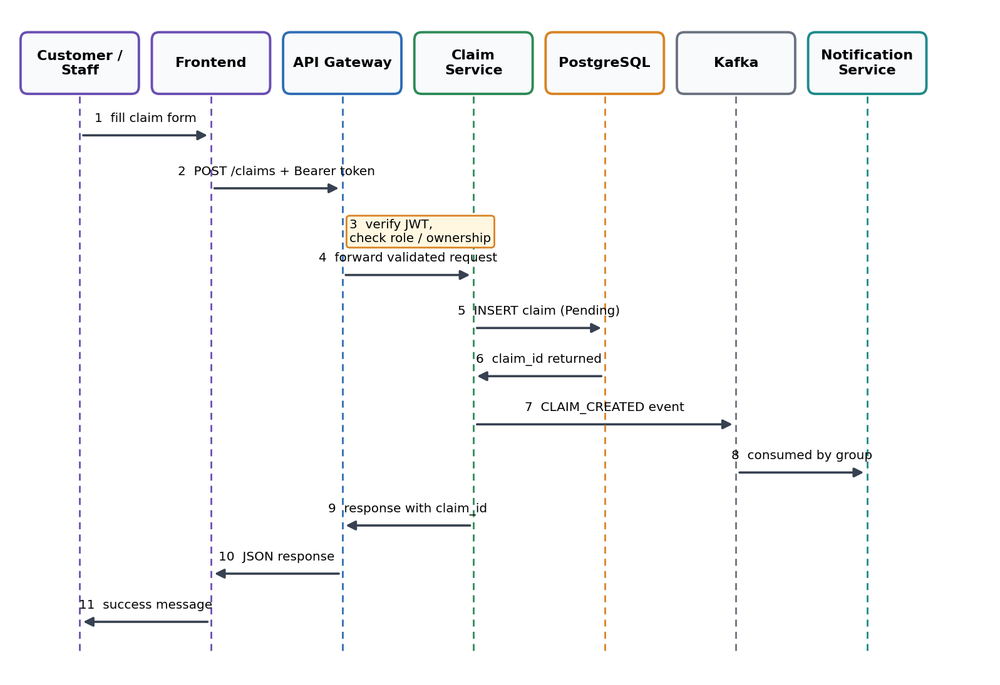 Customer /
Staff
Frontend
API Gateway
Claim
Service
PostgreSQL
Kafka
Notification
Service
1  fill claim form
2  POST /claims + Bearer token
3  verify JWT,
check role / ownership
4  forward validated request
5  INSERT claim (Pending)
6  claim_id returned
7  CLAIM_CREATED event
8  consumed by group
9  response with claim_id
10  JSON response
11  success message